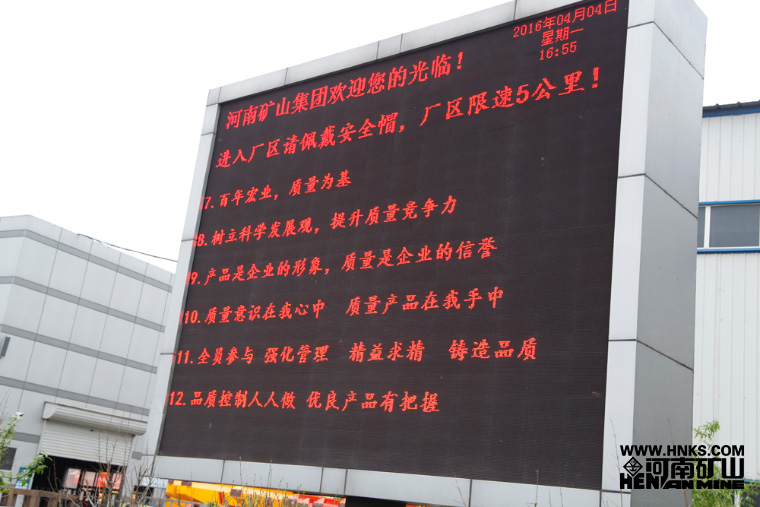 2016年04月04日
星期一
16:55
河南矿山集团欢迎您的光临！
进入厂区请佩戴安全帽，厂区限速5公里！
7.百年宏业，质量为基
8.树立科学发展观，提升质量竞争力
9.产品是企业的形象，质量是企业的信誉
10.质量意识在我心中 质量产品在我手中
11.全员参与 强化管理 精益求精 铸造品质
12.品质控制人人做 优良产品有把握
WWW.HNKS.COM
河南矿山
HENAN MINE